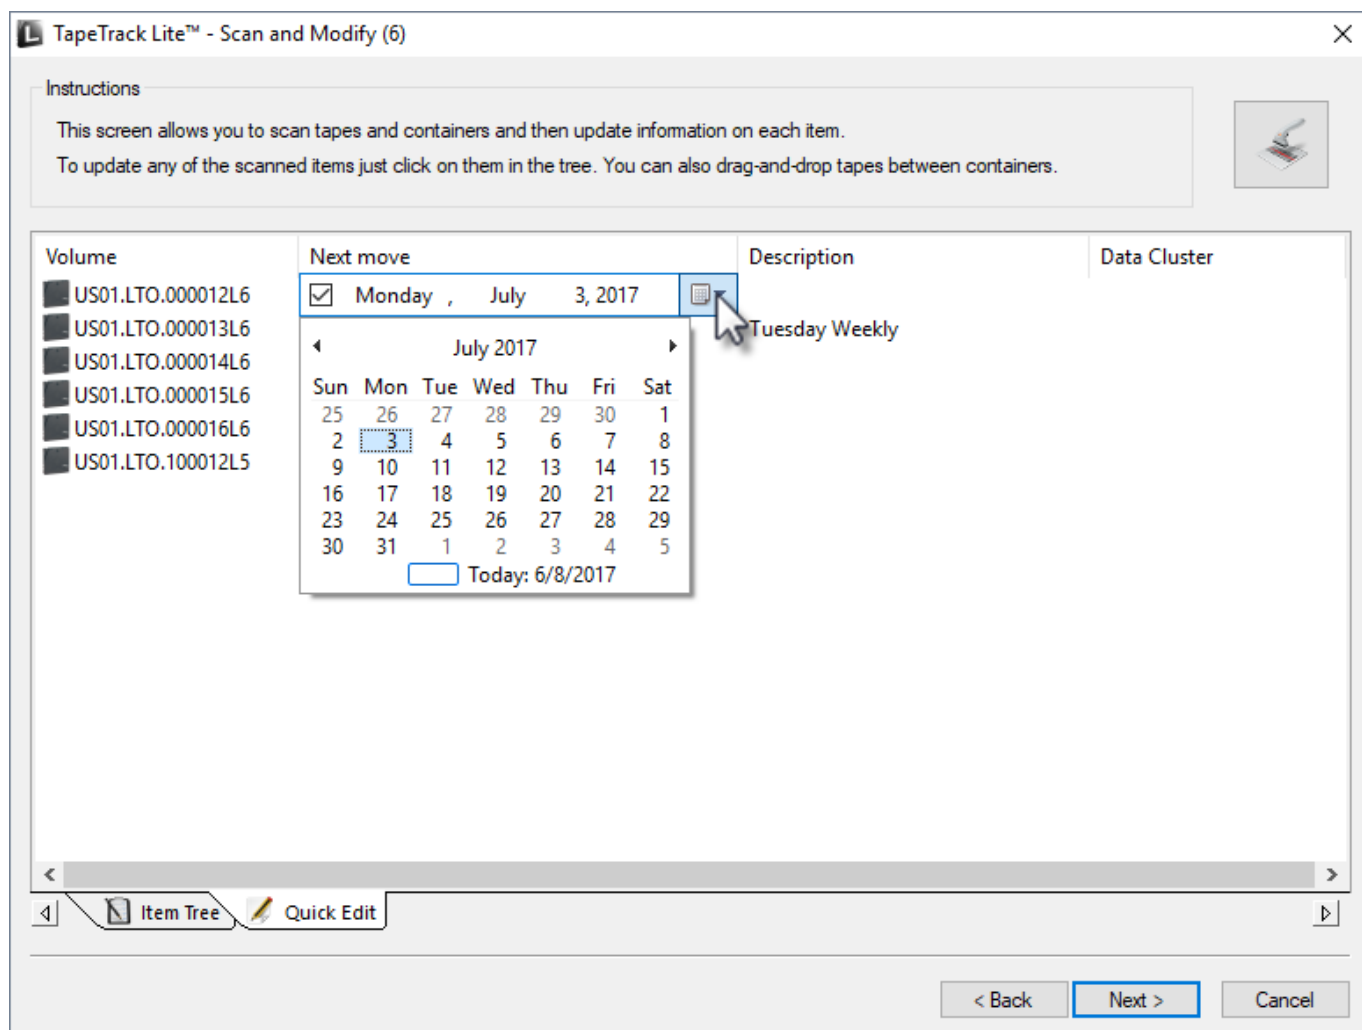 TapeTrack Lite™ - Scan and Modify (6)
Instructions
This screen allows you to scan tapes and containers and then update information on each item.
To update any of the scanned items just click on them in the tree. You can also drag-and-drop tapes between containers.
Volume Next move Description Data Cluster
US01.LTO.000012L6 Monday , July 3, 2017
US01.LTO.000013L6 Tuesday Weekly
US01.LTO.000014L6
US01.LTO.000015L6
US01.LTO.000016L6
US01.LTO.100012L5
July 2017
Sun Mon Tue Wed Thu Fri Sat
25 26 27 28 29 30 1
2 3 4 5 6 7 8
9 10 11 12 13 14 15
16 17 18 19 20 21 22
23 24 25 26 27 28 29
30 31 1 2 3 4 5
Today: 6/8/2017
Item Tree Quick Edit
< Back Next > Cancel